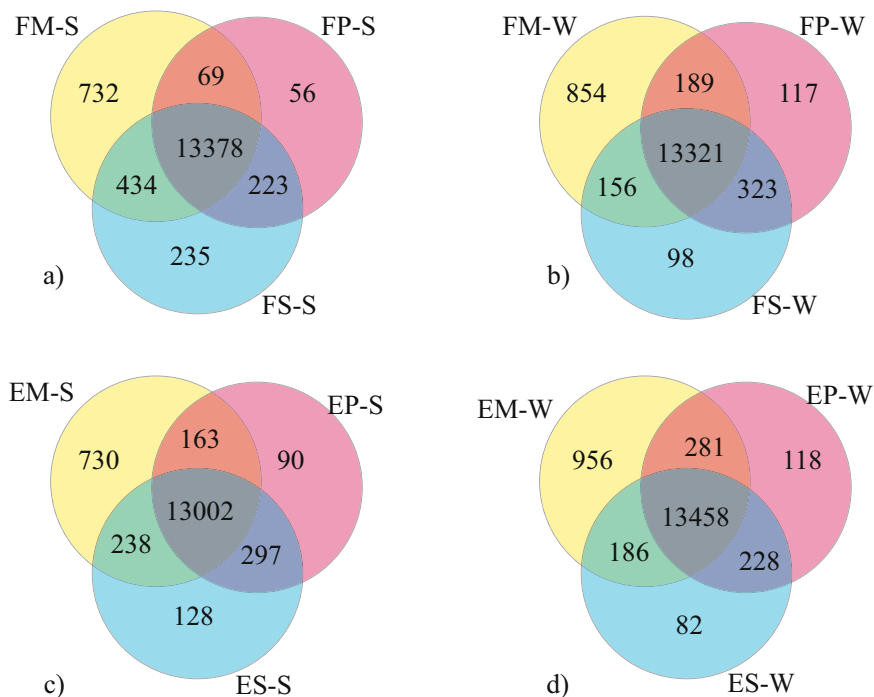 FM-S
FP-S
732
69
56
13378
434
223
235
a)
FS-S
FM-W
FP-W
854
189
117
13321
156
323
98
b)
FS-W
EM-S
EP-S
730
163
90
13002
238
297
128
c)
ES-S
EM-W
EP-W
956
281
118
13458
186
228
82
d)
ES-W